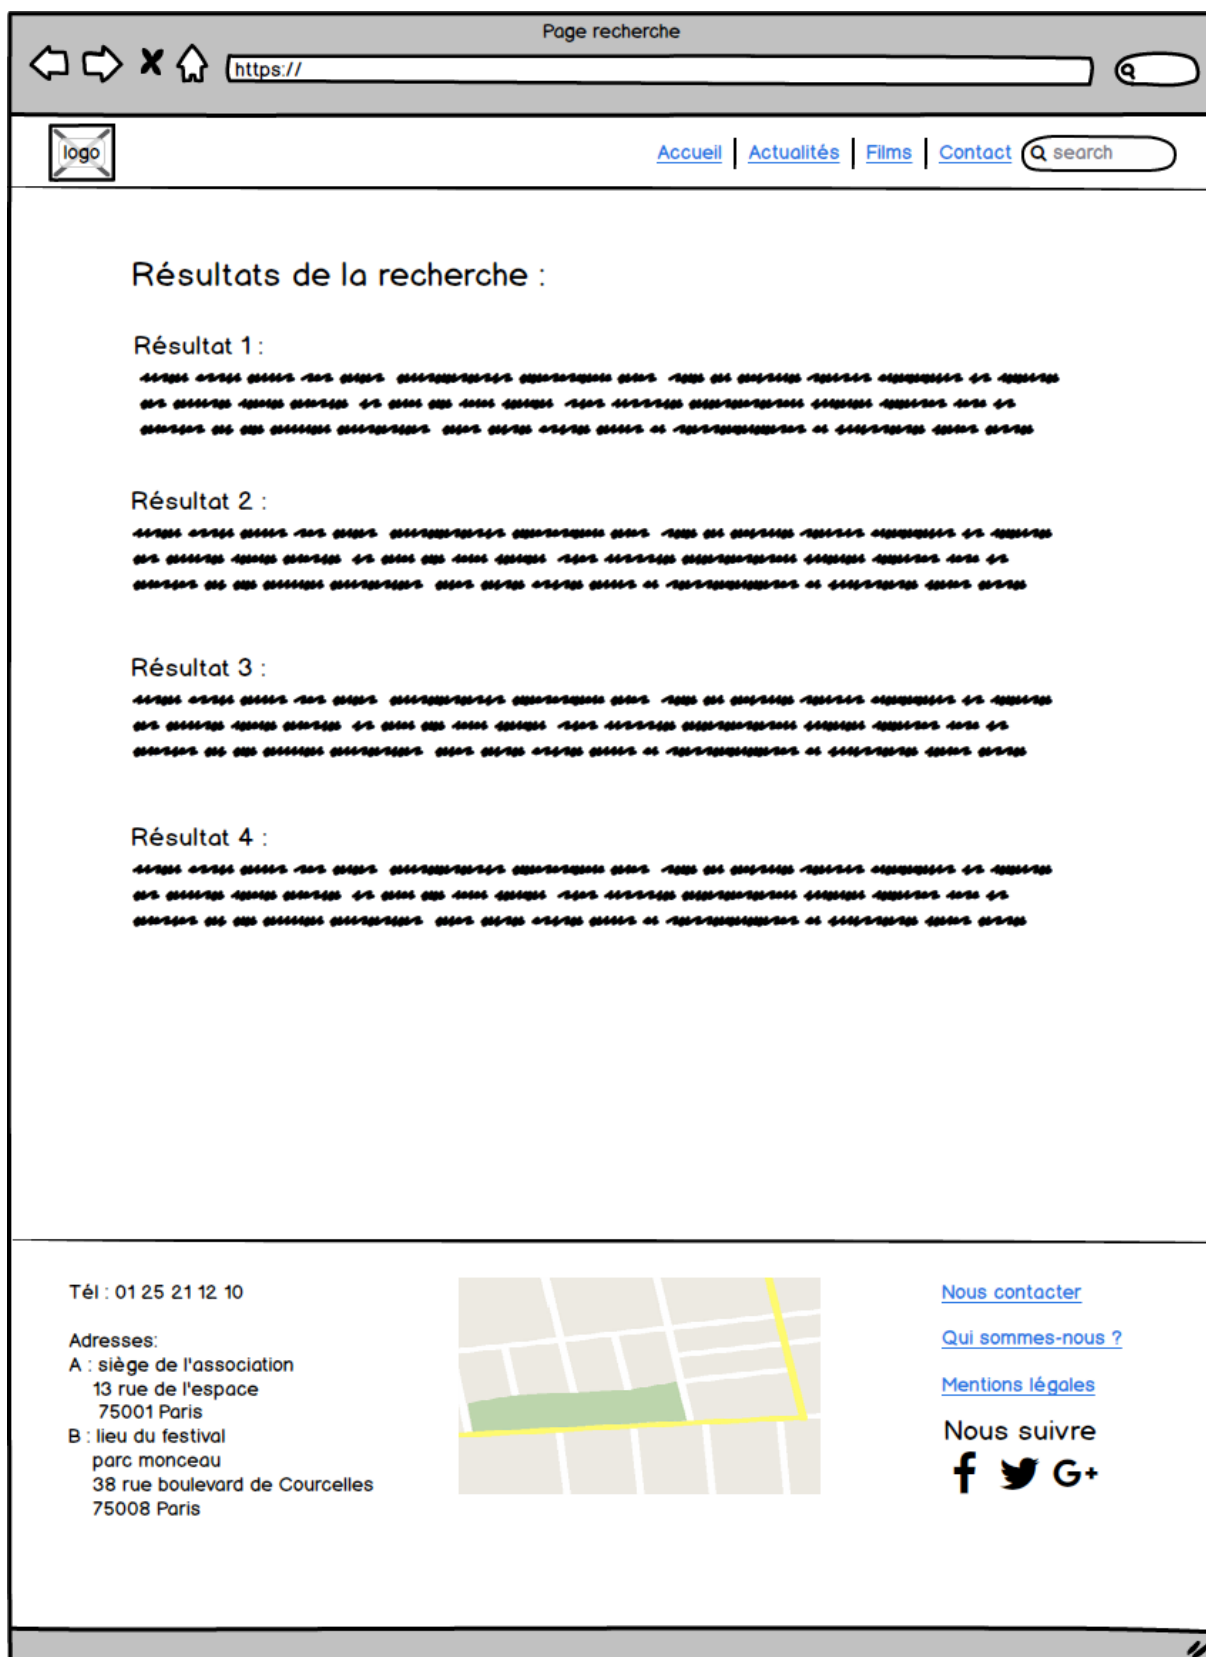 Page recherche
https://
logo
Accueil
Actualités
Films
Contact
search
Résultats de la recherche :
Résultat 1 :
Résultat 2 :
Résultat 3 :
Résultat 4 :
Tél : 01 25 21 12 10
Adresses:
A : siège de l'association
13 rue de l'espace
75001 Paris
B : lieu du festival
parc monceau
38 rue boulevard de Courcelles
75008 Paris
Nous contacter
Qui sommes-nous ?
Mentions légales
Nous suivre
G+